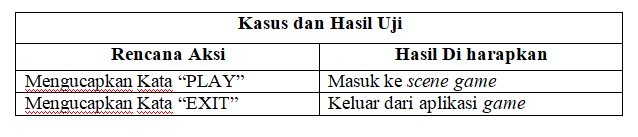 Kasus dan Hasil Uji
Rencana Aksi Hasil Di harapkan
Mengucapkan Kata “PLAY” Masuk ke scene game
Mengucapkan Kata “EXIT” Keluar dari aplikasi game